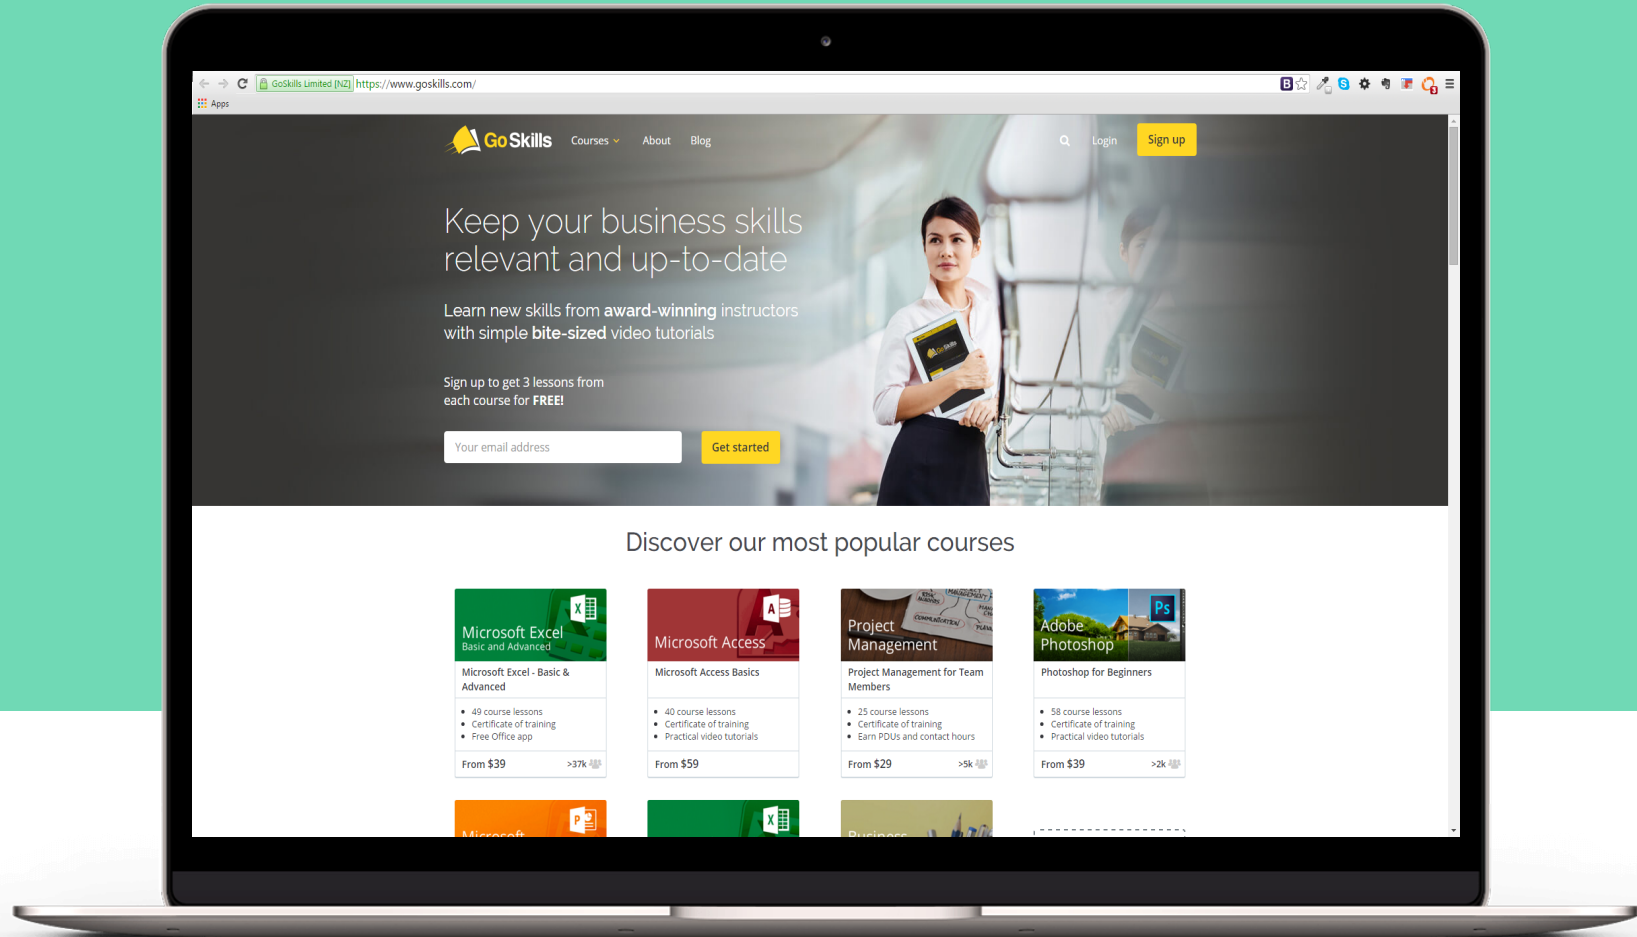 GoSkills Limited [NZ] https://www.goskills.com/
Apps
Go Skills Courses About Blog Login Sign up
Keep your business skills
relevant and up-to-date
Learn new skills from award-winning instructors
with simple bite-sized video tutorials
Sign up to get 3 lessons from
each course for FREE!
Your email address Get started
GoSkills
Discover our most popular courses
Microsoft Excel
Basic and Advanced
Microsoft Excel - Basic &
Advanced
49 course lessons
Certificate of training
Free Office app
From $39 >37k
Microsoft Access
Microsoft Access Basics
40 course lessons
Certificate of training
Practical video tutorials
From $59
COMMUNICATION
Project
Management
Project Management for Team
Members
25 course lessons
Certificate of training
Earn PDUs and contact hours
From $29 >5k
Ps
Adobe
Photoshop
Photoshop for Beginners
58 course lessons
Certificate of training
Practical video tutorials
From $39 >2k
Microsoft
Business